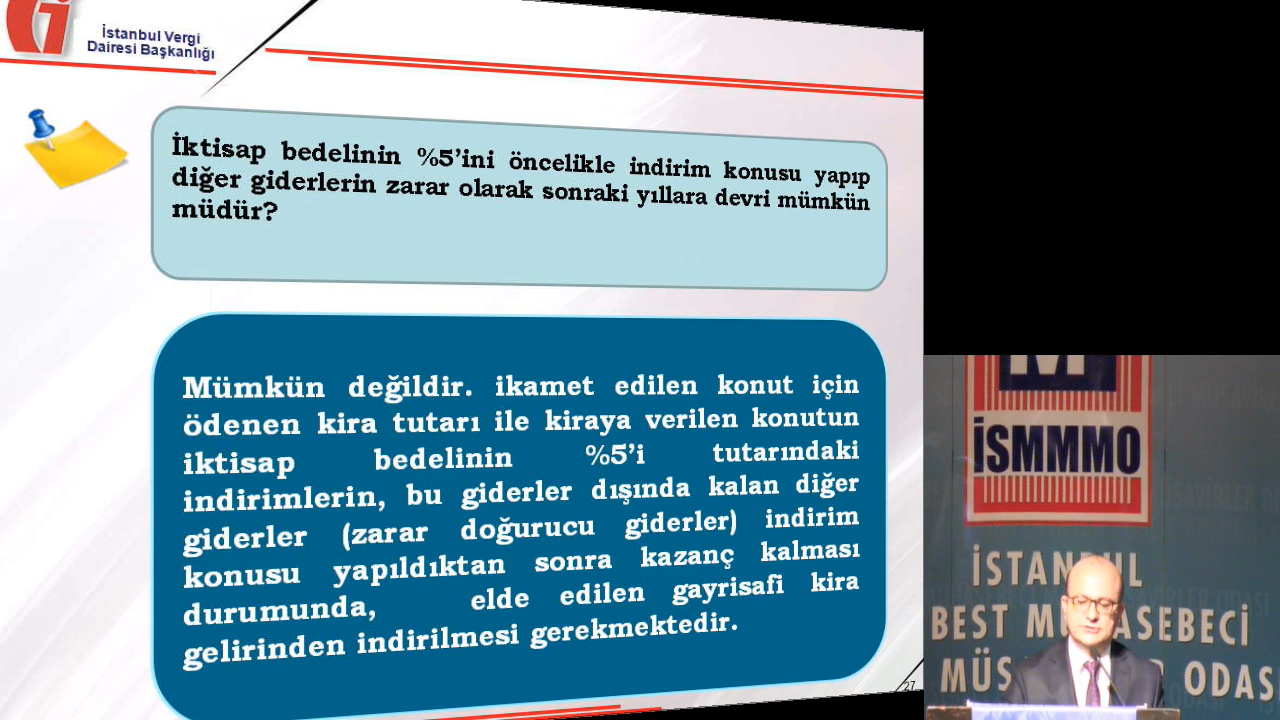 İstanbul Vergi
Dairesi Başkanlığı
İktisap bedelinin %5'ini öncelikle indirim konusu yapıp
diğer giderlerin zarar olarak sonraki yıllara devri mümkün
müdür?
Mümkün değildir. ikamet edilen konut için
ödenen kira tutarı ile kiraya verilen konutun
iktisap bedelinin %5'i tutarındaki
indirimlerin, bu giderler dışında kalan diğer
giderler (zarar doğurucu giderler) indirim
konusu yapıldıktan sonra kazanç kalması
durumunda, elde edilen gayrisafi kira
gelirinden indirilmesi gerekmektedir.
27
İSMMMO
İSTANBUL
BEST MUHASEBECİ
ODASI